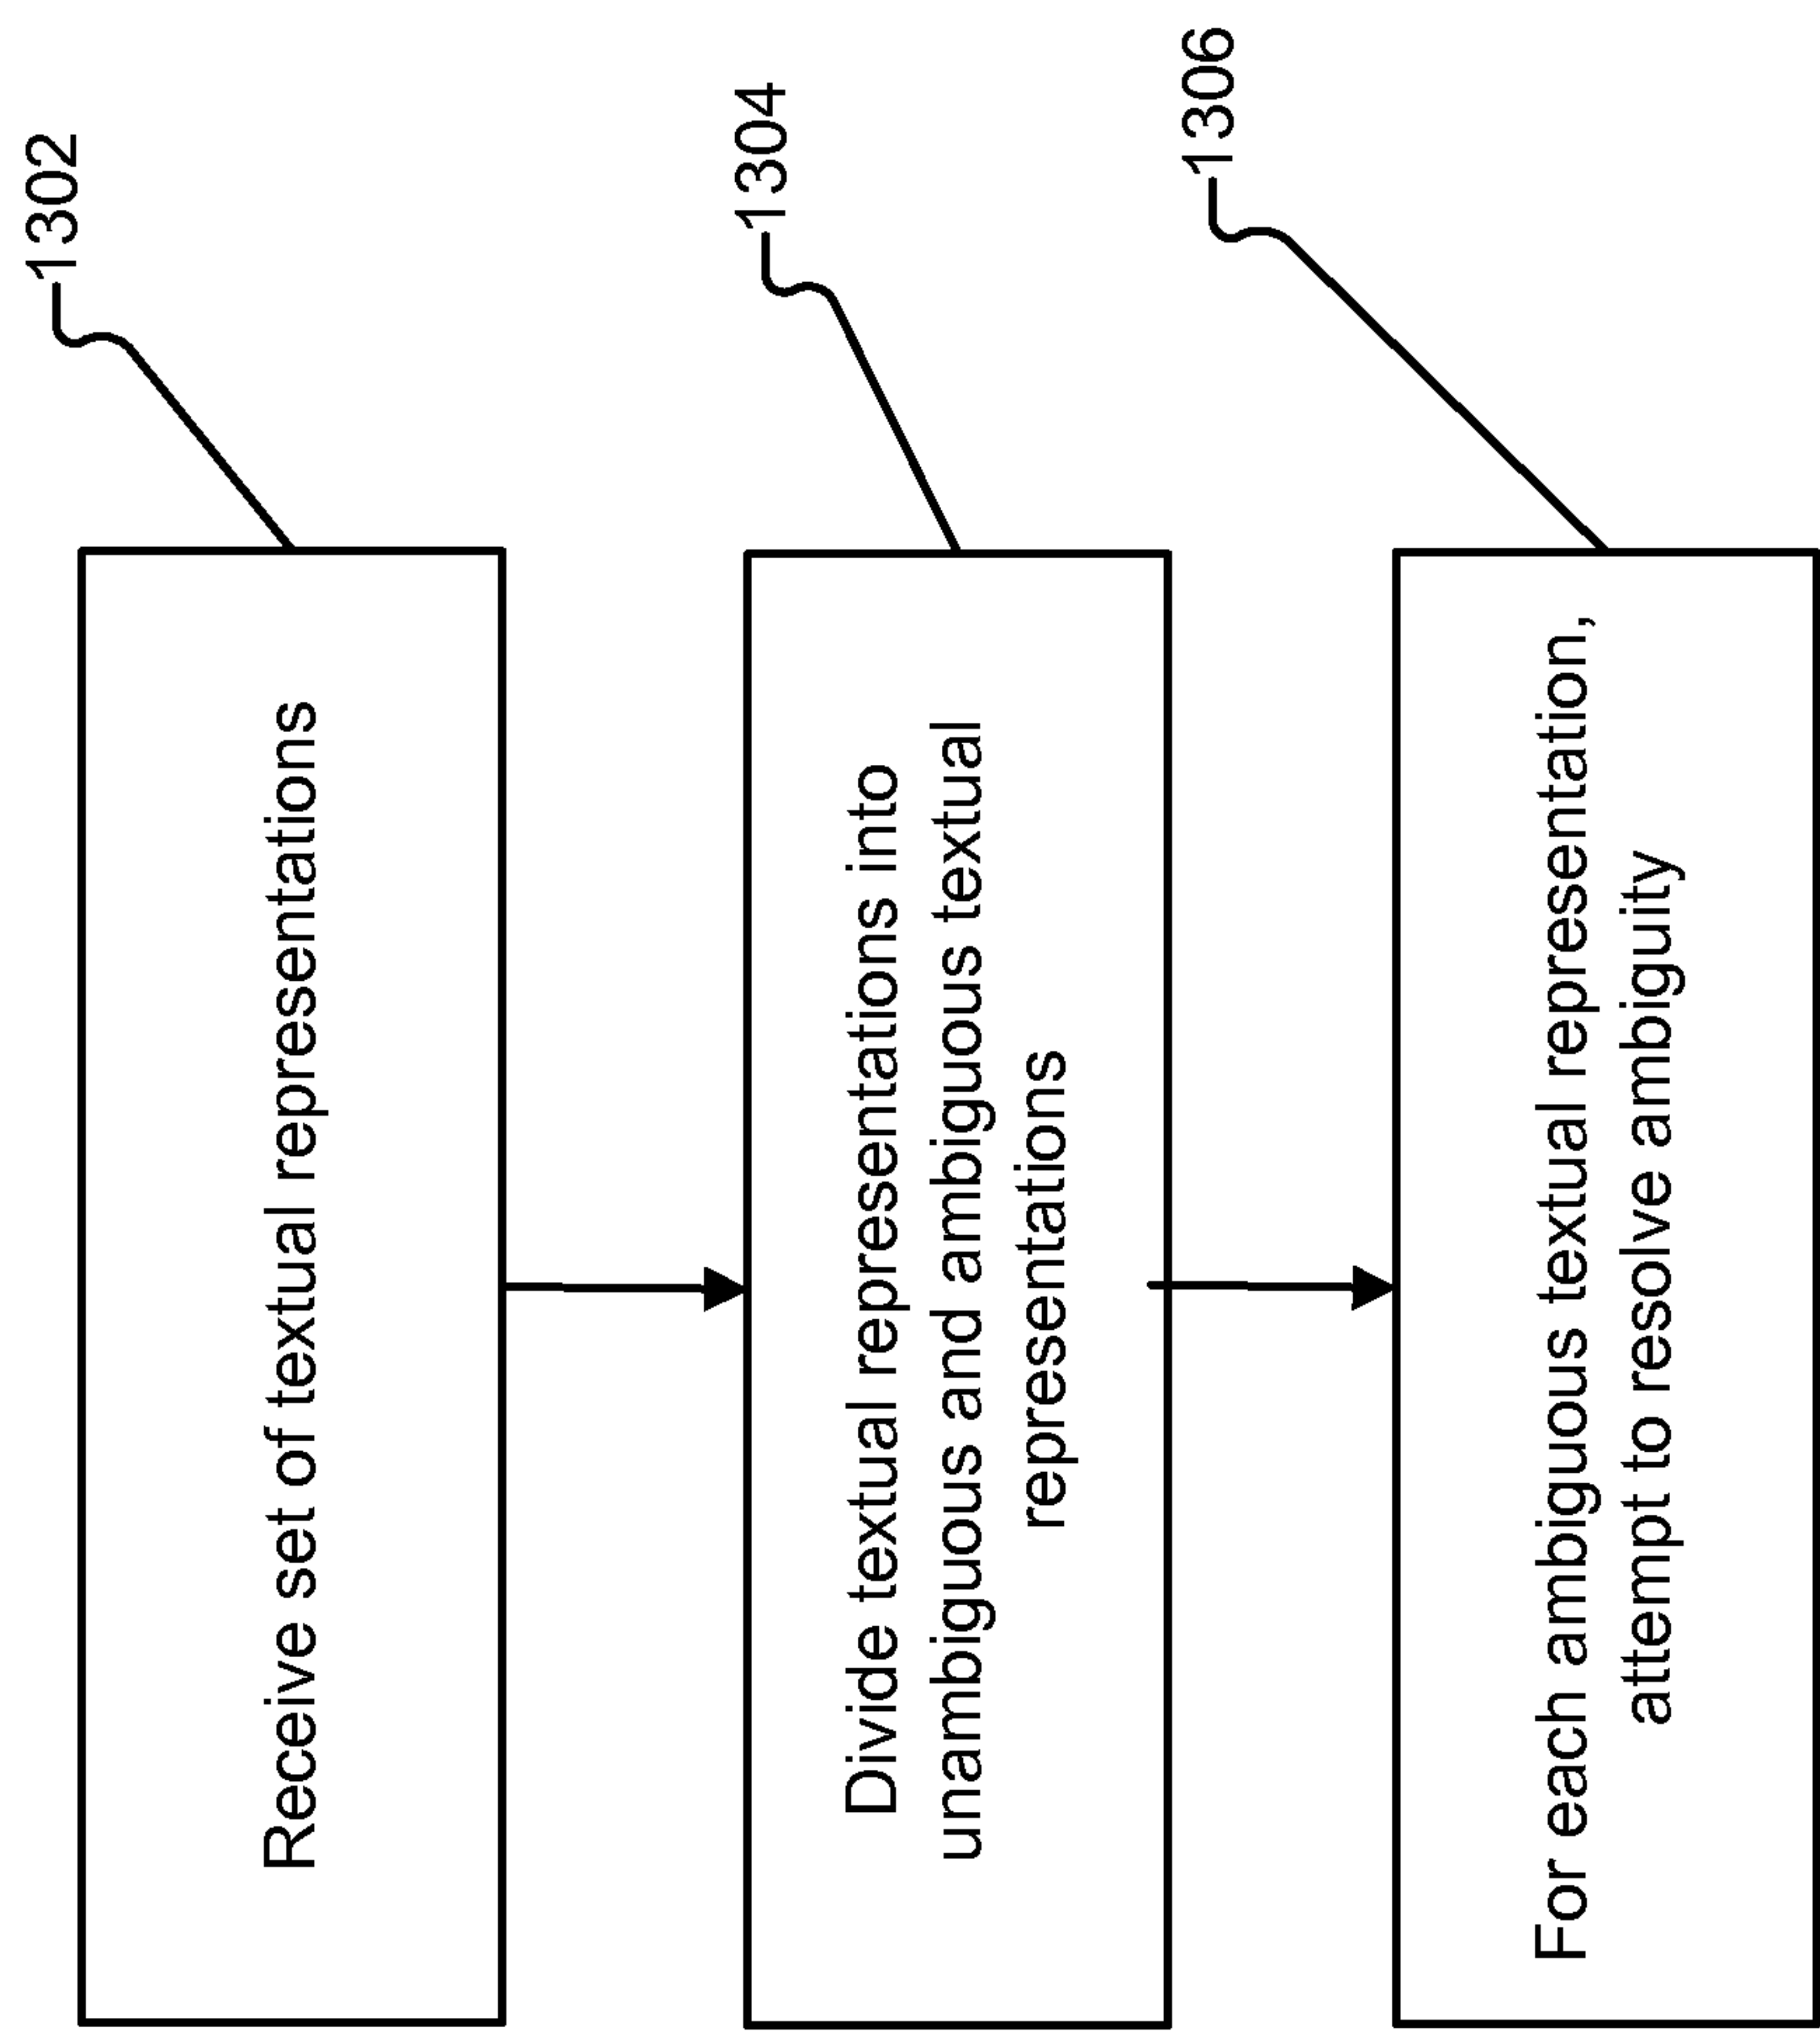 Receive set of textual representations
1302
Divide textual representations into
unambiguous and ambiguous textual
representations
1304
For each ambiguous textual representation,
attempt to resolve ambiguity
1306